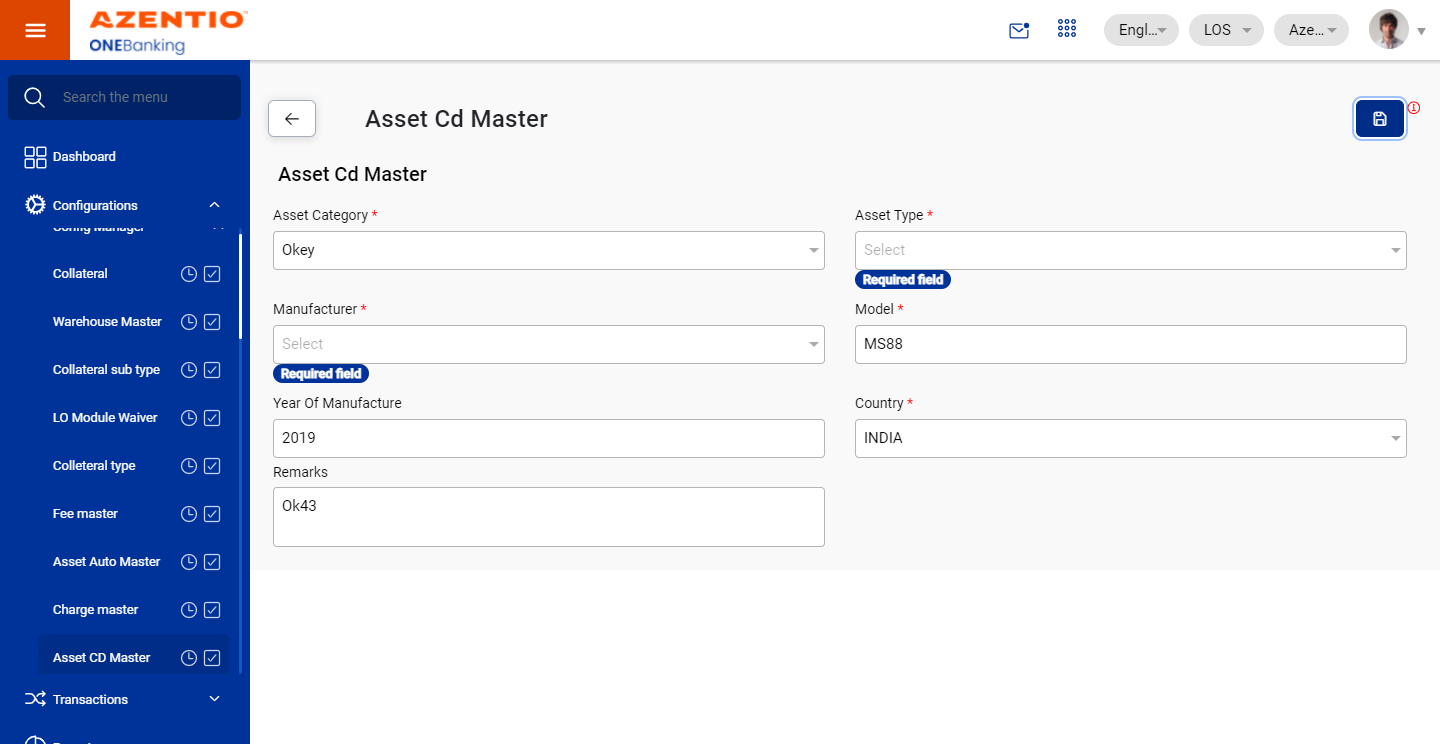 AZENTIO
ONEBanking
Engl...
LOS
Aze...
Search the menu
Dashboard
Configurations
Config Manager
Collateral
Warehouse Master
Collateral sub type
LO Module Waiver
Colleteral type
Fee master
Asset Auto Master
Charge master
Asset CD Master
Transactions
Asset Cd Master
Asset Cd Master
Asset Category *
Okey
Asset Type *
Select
Required field
Manufacturer *
Select
Required field
Model *
MS88
Year Of Manufacture
2019
Country *
INDIA
Remarks
Ok43